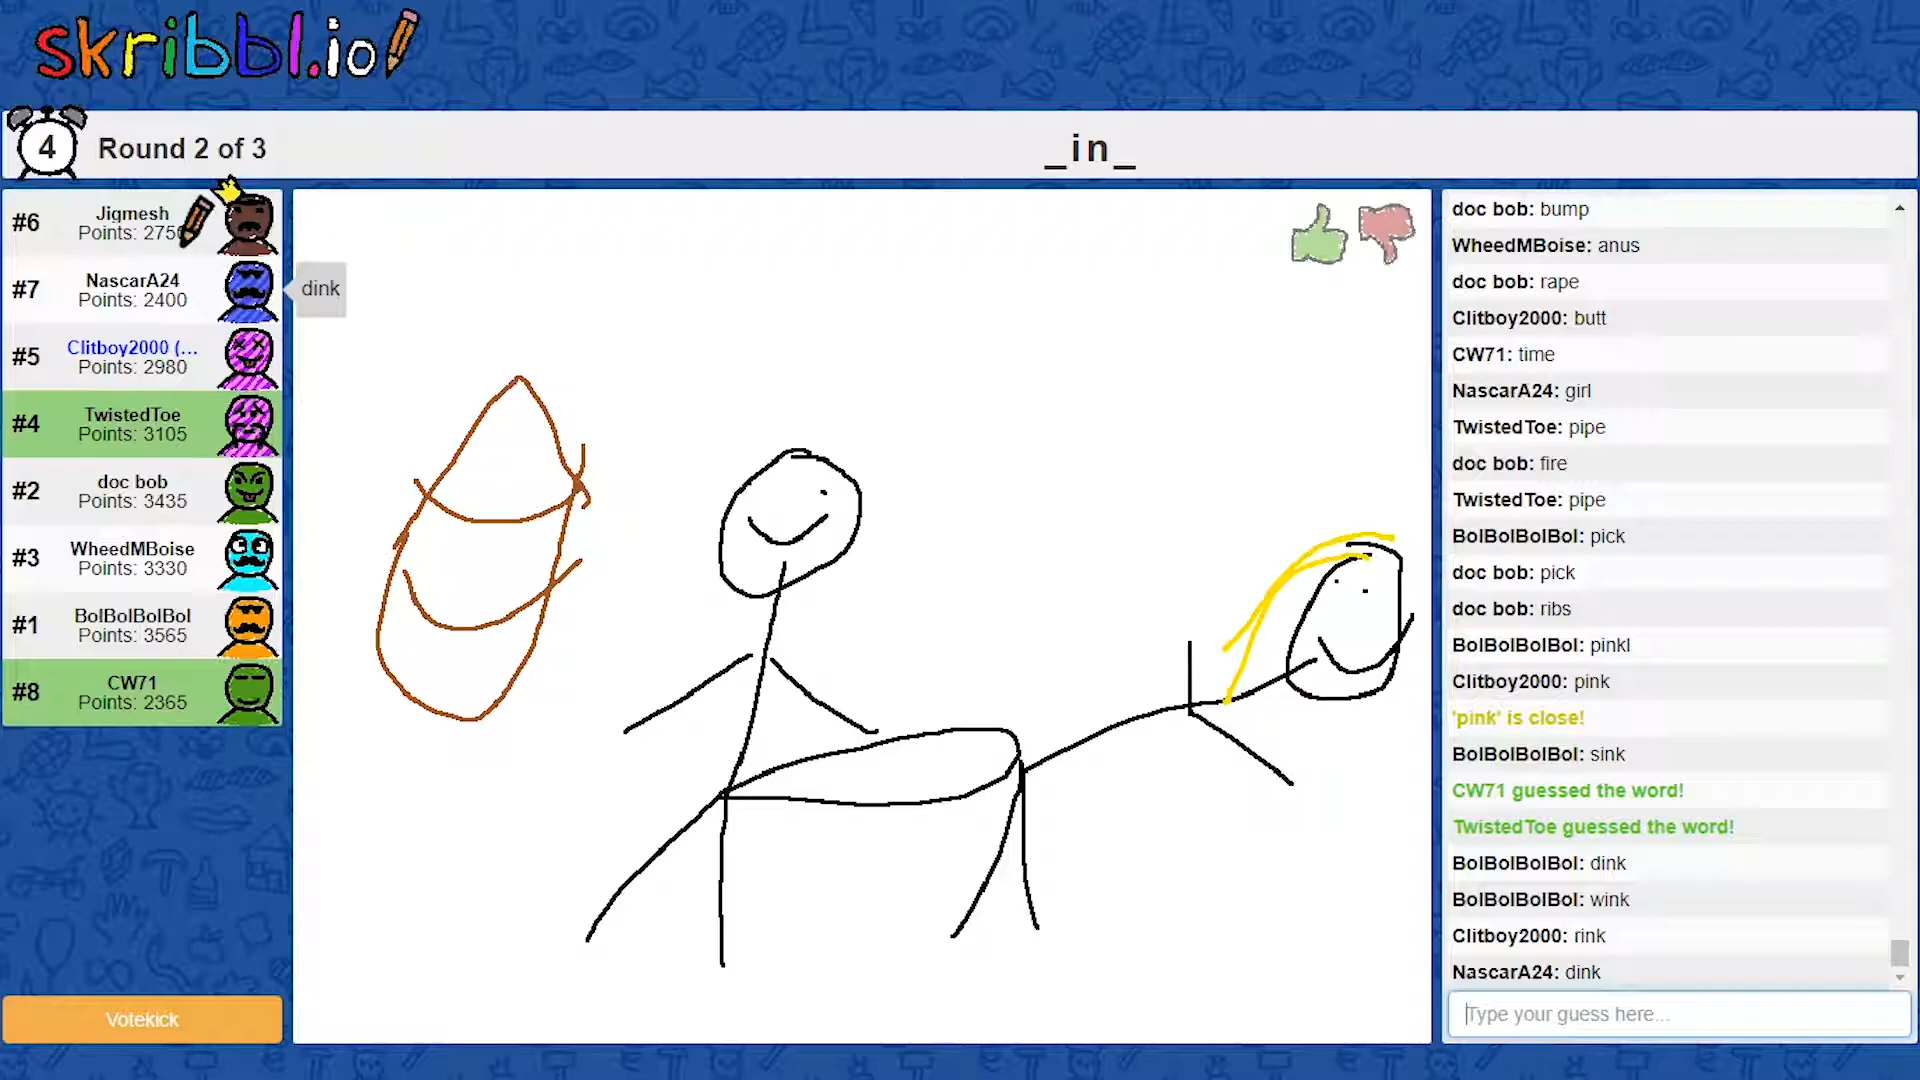 skribbl.io
4
Round 2 of 3
_in_
#6
Jigmesh
Points: 2750
#7
NascarA24
Points: 2400
dink
#5
Clitboy2000 (...
Points: 2980
#4
TwistedToe
Points: 3105
#2
doc bob
Points: 3435
#3
WheedMBoise
Points: 3330
#1
BolBolBolBol
Points: 3565
#8
CW71
Points: 2365
Votekick
doc bob: bump
WheedMBoise: anus
doc bob: rape
Clitboy2000: butt
CW71: time
NascarA24: girl
TwistedToe: pipe
doc bob: fire
TwistedToe: pipe
BolBolBolBol: pick
doc bob: pick
doc bob: ribs
BolBolBolBol: pinkl
Clitboy2000: pink
'pink' is close!
BolBolBolBol: sink
CW71 guessed the word!
TwistedToe guessed the word!
BolBolBolBol: dink
BolBolBolBol: wink
Clitboy2000: rink
NascarA24: dink
Type your guess here...